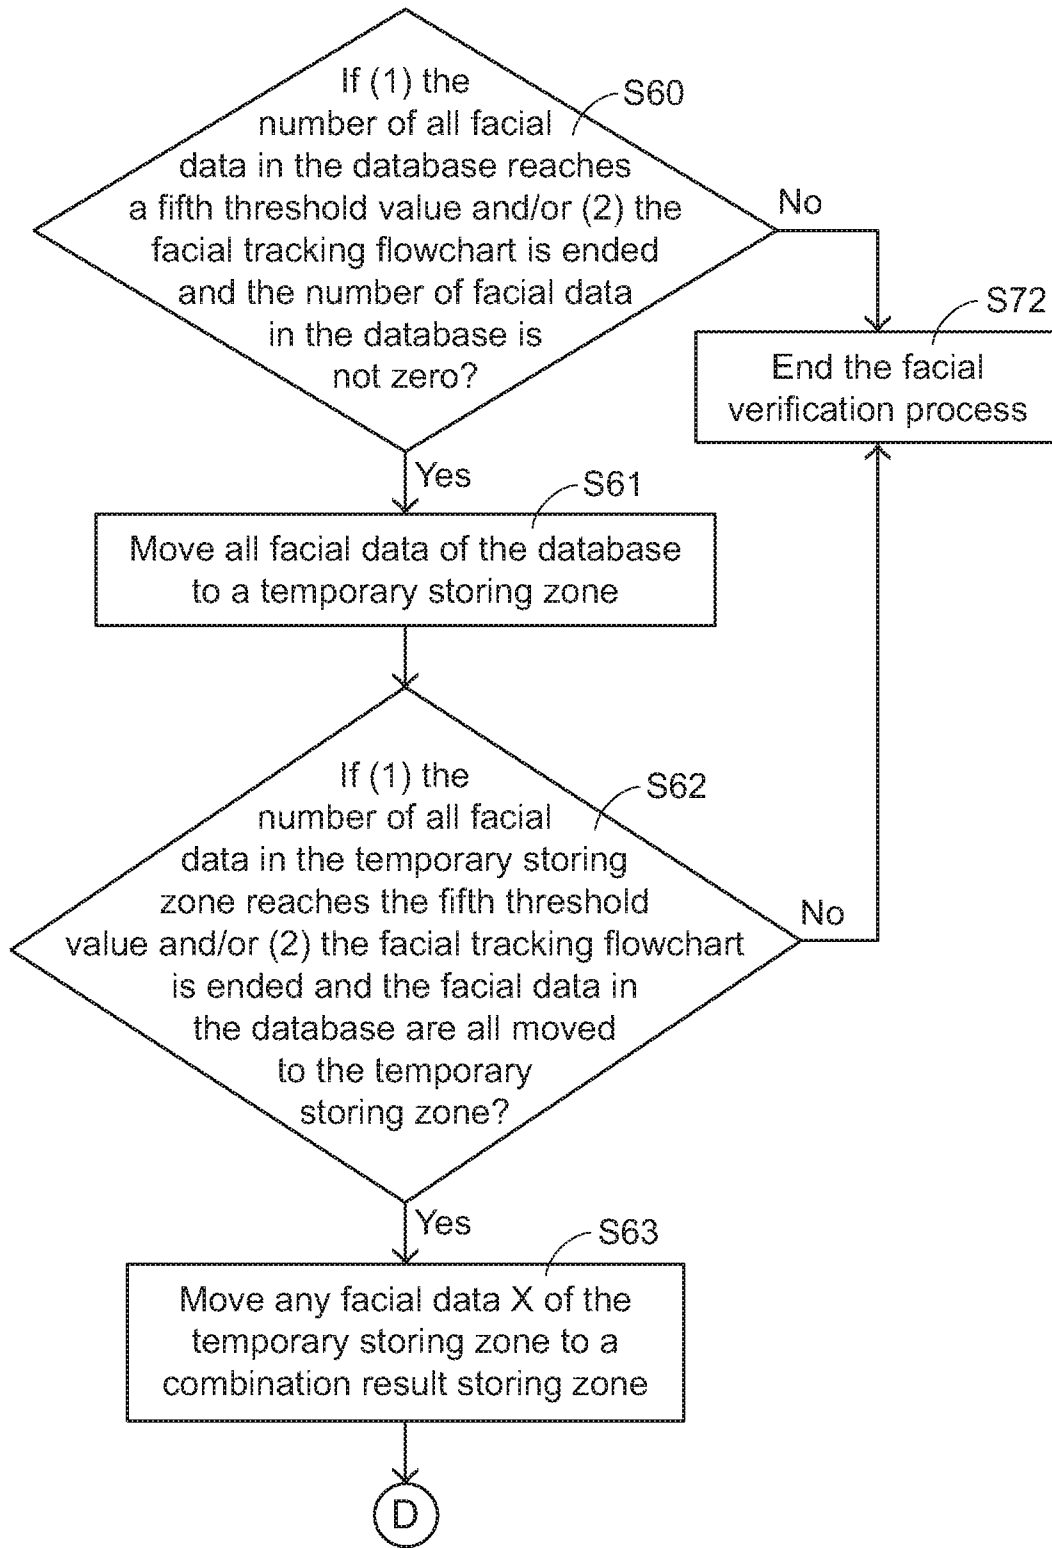 If (1) the
number of all facial
data in the database reaches
a fifth threshold value and/or (2) the
facial tracking flowchart is ended
and the number of facial data
in the database is
not zero?
S60
No
S72
End the facial
verification process
Yes
S61
Move all facial data of the database
to a temporary storing zone
If (1) the
number of all facial
data in the temporary storing
zone reaches the fifth threshold
value and/or (2) the facial tracking flowchart
is ended and the facial data in
the database are all moved
to the temporary
storing zone?
S62
No
Yes
S63
Move any facial data X of the
temporary storing zone to a
combination result storing zone
D